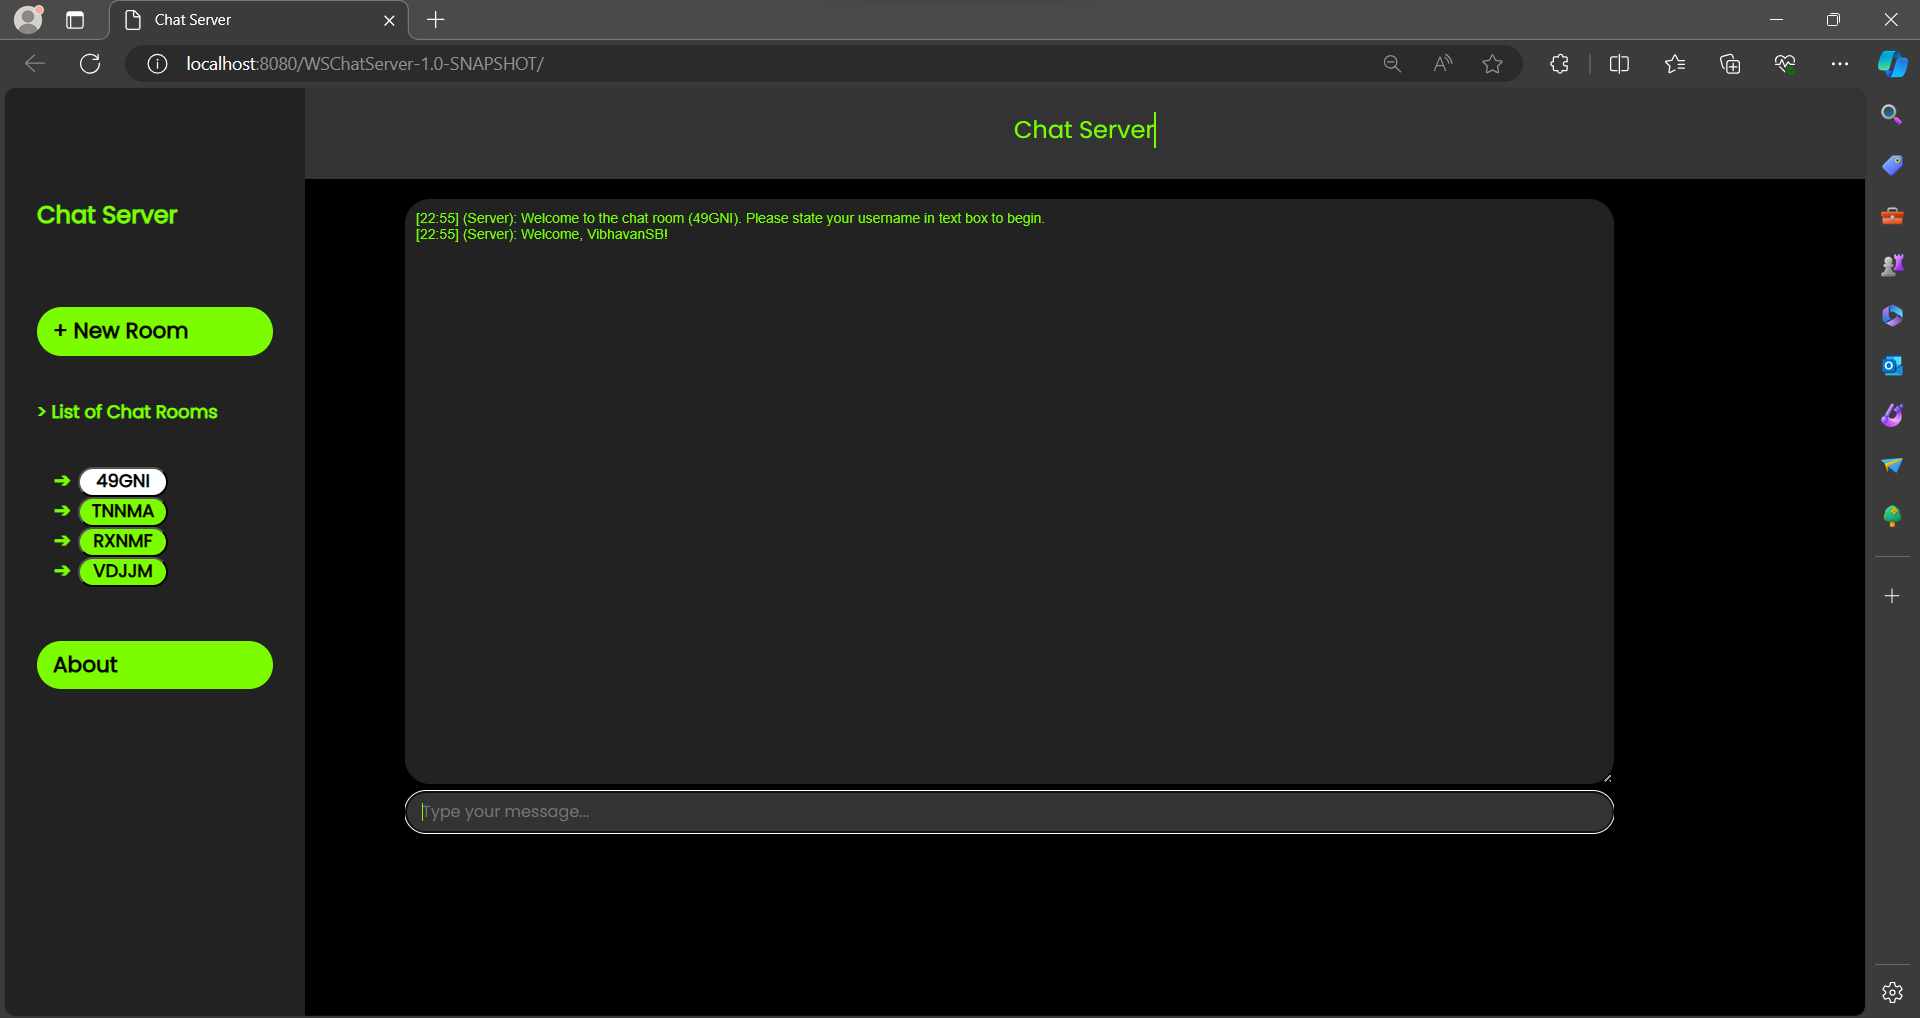 Chat Server
localhost:8080/WSChatServer-1.0-SNAPSHOT/
Chat Server
Chat Server
+ New Room
> List of Chat Rooms
➔ 49GNI
➔ TNNMA
➔ RXNMF
➔ VDJJM
About
[22:55] (Server): Welcome to the chat room (49GNI). Please state your username in text box to begin.
[22:55] (Server): Welcome, VibhavanSB!
Type your message...